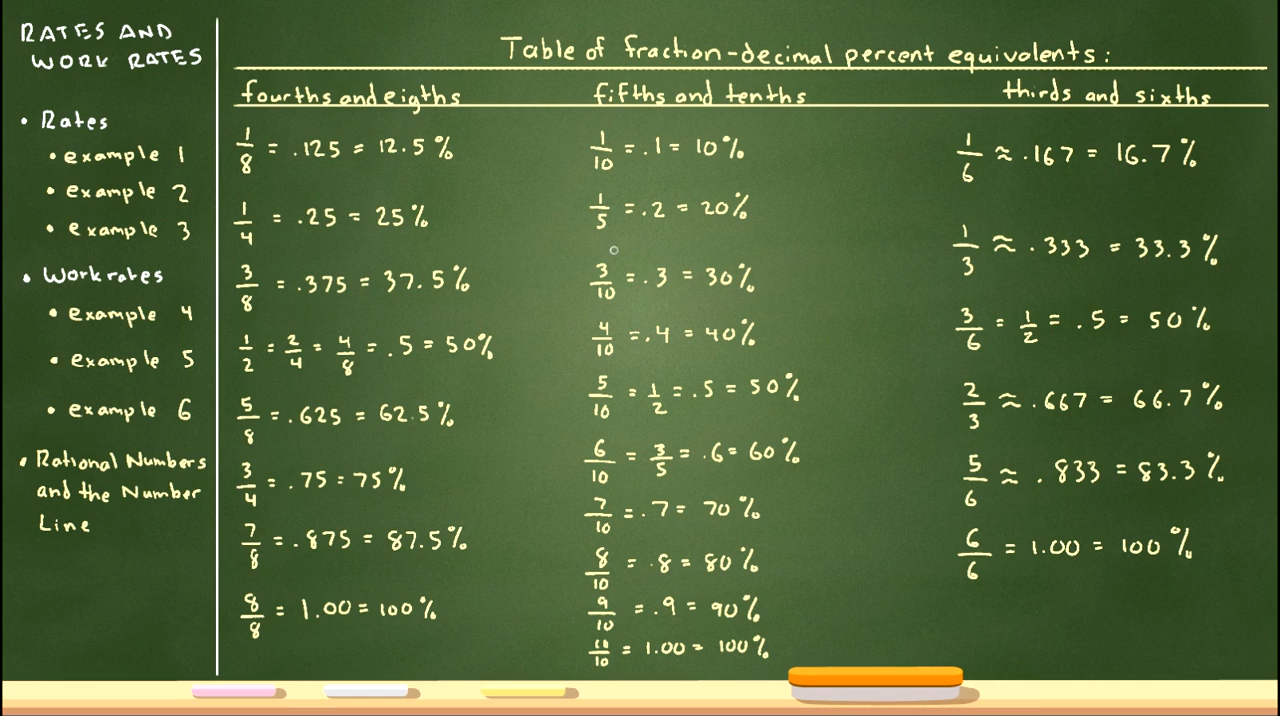 RATES AND
WORK RATES
• Rates
• example 1
• example 2
• example 3
• Work rates
• example 4
• example 5
• example 6
• Rational Numbers
and the Number
Line
Table of fraction-decimal percent equivalents:
fourths and eigths
1/8 = .125 = 12.5%
1/4 = .25 = 25%
3/8 = .375 = 37.5%
1/2 = 2/4 = 4/8 = .5 = 50%
5/8 = .625 = 62.5%
3/4 = .75 = 75%
7/8 = .875 = 87.5%
8/8 = 1.00 = 100%
fifths and tenths
1/10 = .1 = 10%
1/5 = .2 = 20%
3/10 = .3 = 30%
4/10 = .4 = 40%
5/10 = 1/2 = .5 = 50%
6/10 = 3/5 = .6 = 60%
7/10 = .7 = 70%
8/10 = .8 = 80%
9/10 = .9 = 90%
10/10 = 1.00 = 100%
thirds and sixths
1/6 ≈ .167 = 16.7%
1/3 ≈ .333 = 33.3%
3/6 = 1/2 = .5 = 50%
2/3 ≈ .667 = 66.7%
5/6 ≈ .833 = 83.3%
6/6 = 1.00 = 100%